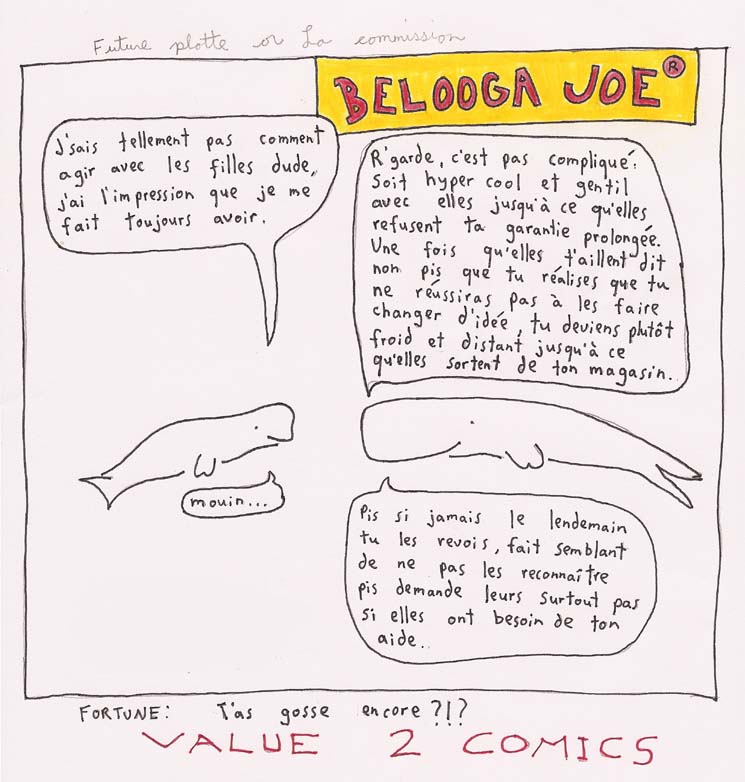 Future plotte or La commission
BELOOGA JOE®
J'sais tellement pas comment
agir avec les filles dude,
j'ai l'impression que je me
fait toujours avoir.
R'garde, c'est pas compliqué.
Soit hyper cool et gentil
avec elles jusqu'à ce qu'elles
refusent ta garantie prolongée.
Une fois qu'elles t'aillent dit
non pis que tu réalises que tu
ne réussiras pas à les faire
changer d'idée, tu deviens plutôt
froid et distant jusqu'à ce
qu'elles sortent de ton magasin.
mouin...
Pis si jamais le lendemain
tu les revois, fait semblant
de ne pas les reconnaître
pis demande leurs surtout pas
si elles ont besoin de ton
aide..
FORTUNE: T'as gosse encore?!?
VALUE 2 COMICS